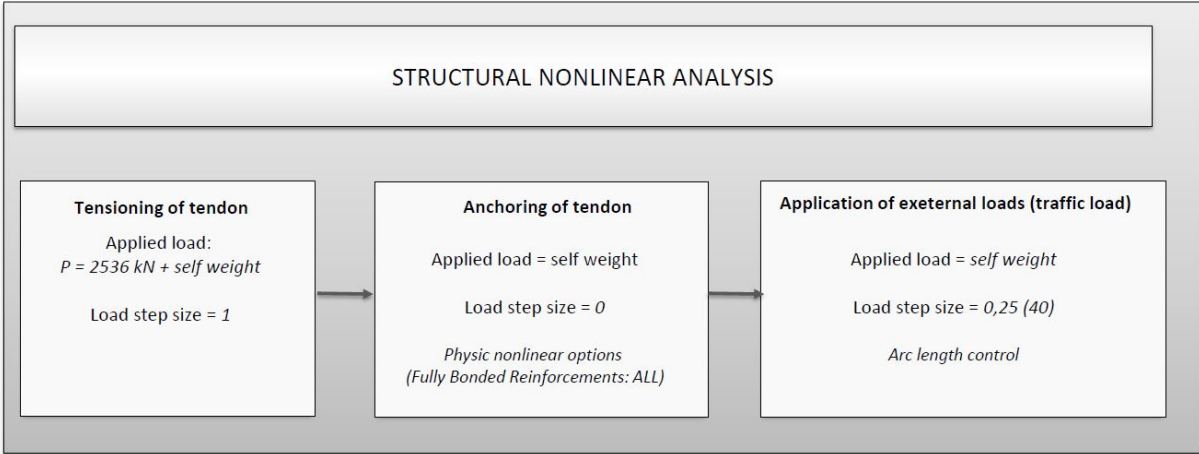 STRUCTURAL NONLINEAR ANALYSIS
Tensioning of tendon
Applied load:
P = 2536 kN + self weight
Load step size = 1
Anchoring of tendon
Applied load = self weight
Load step size = 0
Physic nonlinear options
(Fully Bonded Reinforcements: ALL)
Application of exeternal loads (traffic load)
Applied load = self weight
Load step size = 0,25 (40)
Arc length control